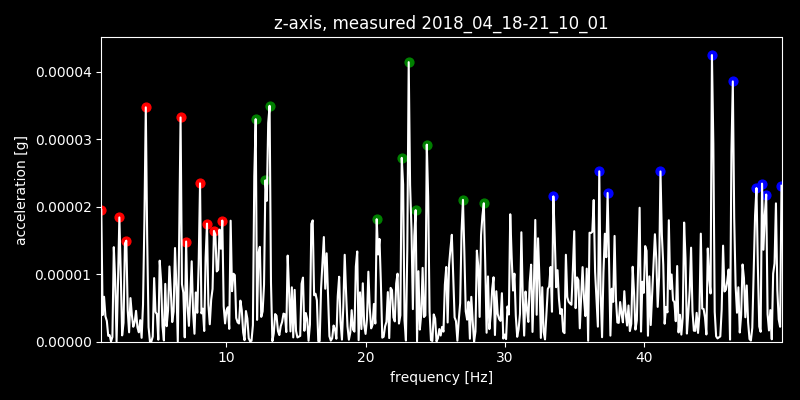 z-axis, measured 2018_04_18-21_10_01
0.00004
0.00003
0.00002
0.00001
0.00000
acceleration [g]
10 20 30 40
frequency [Hz]